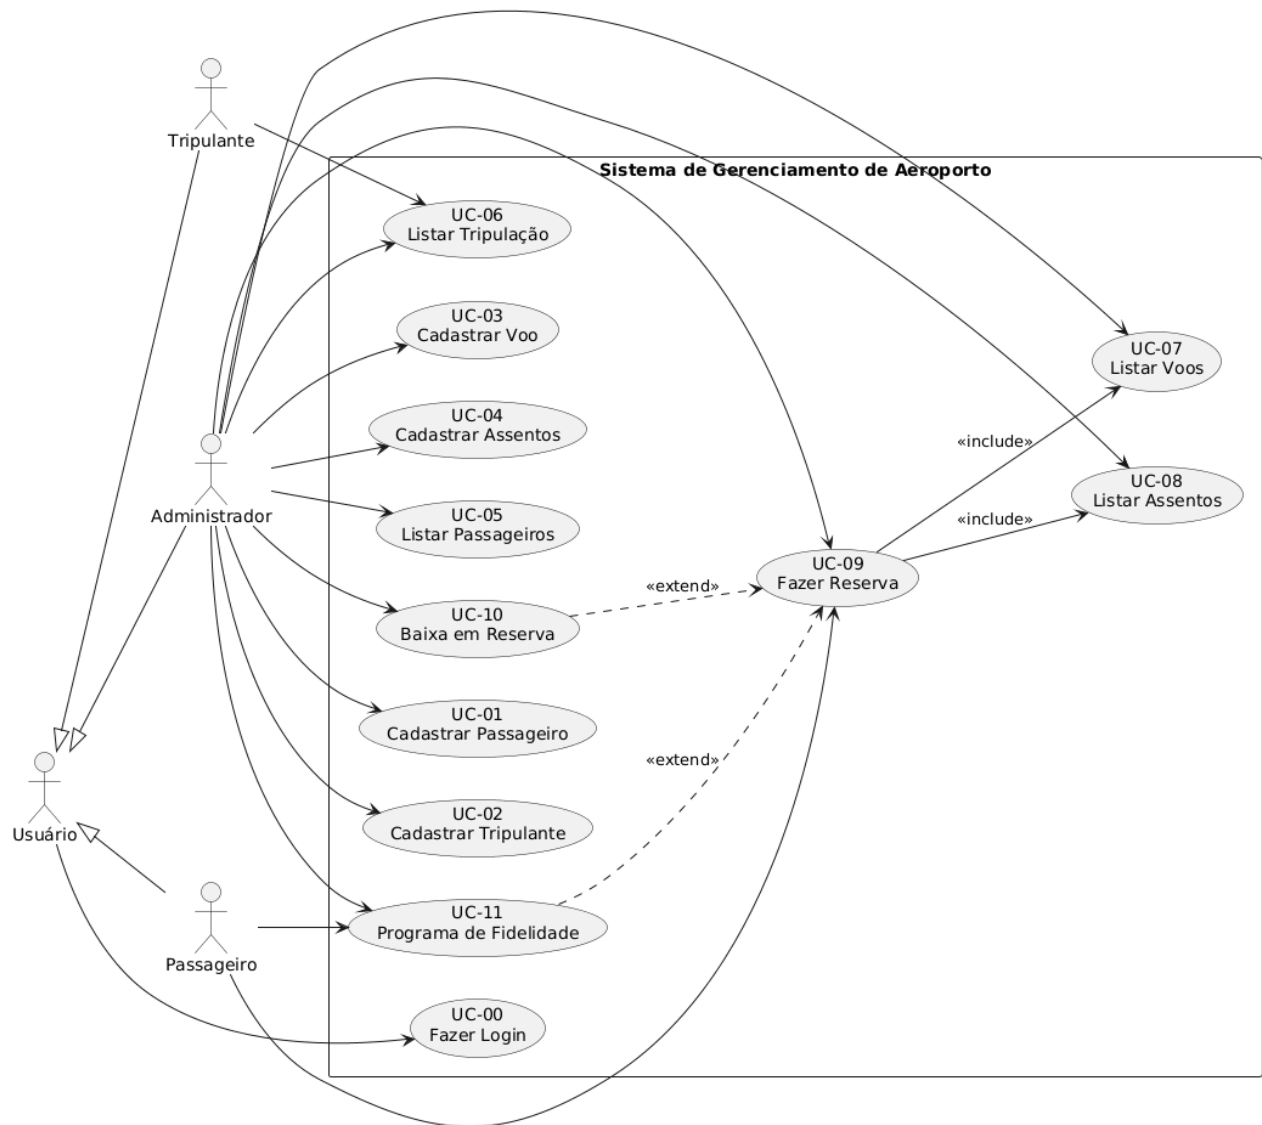 Tripulante
Sistema de Gerenciamento de Aeroporto
UC-06
Listar Tripulação
UC-03
Cadastrar Voo
UC-07
Listar Voos
UC-04
Cadastrar Assentos
«include»
UC-08
Listar Assentos
Administrador
UC-05
Listar Passageiros
«include»
UC-09
Fazer Reserva
«extend»
UC-10
Baixa em Reserva
UC-01
Cadastrar Passageiro
«extend»
UC-02
Cadastrar Tripulante
Usuário
UC-11
Programa de Fidelidade
Passageiro
UC-00
Fazer Login